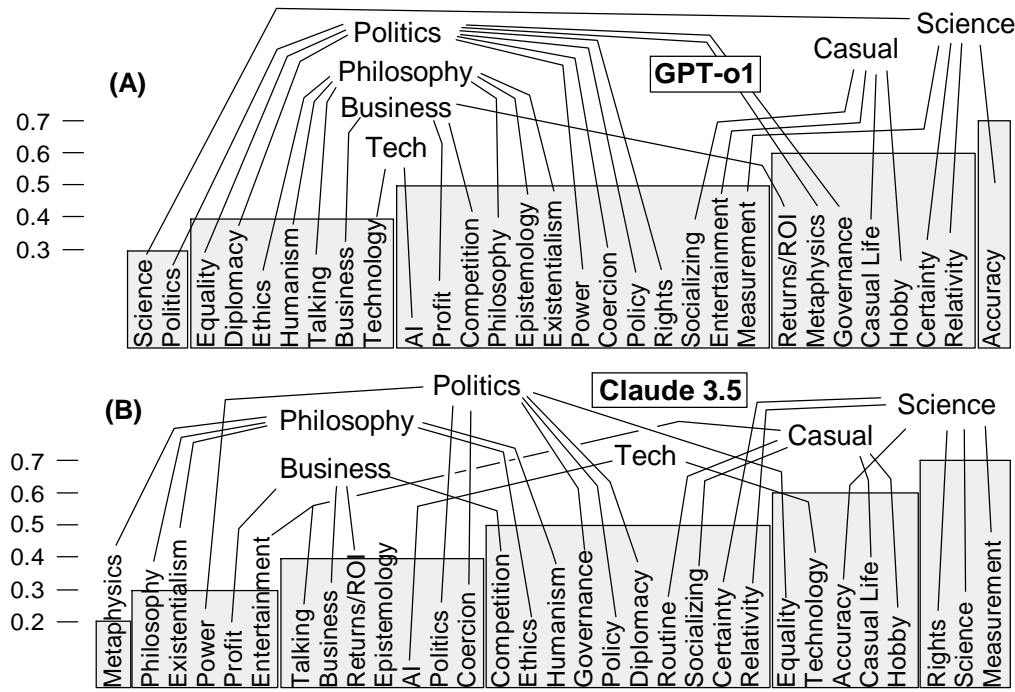 (A)
GPT-o1
Politics
Science
Casual
Philosophy
Business
Tech
0.7
0.6
0.5
0.4
0.3
Science
Politics
Equality
Diplomacy
Ethics
Humanism
Talking
Business
Technology
AI
Profit
Competition
Philosophy
Epistemology
Existentialism
Power
Coercion
Policy
Rights
Socializing
Entertainment
Measurement
Returns/ROI
Metaphysics
Governance
Casual Life
Hobby
Certainty
Relativity
Accuracy
(B)
Claude 3.5
Politics
Science
Philosophy
Casual
Business
Tech
0.7
0.6
0.5
0.4
0.3
0.2
Metaphysics
Philosophy
Existentialism
Power
Profit
Entertainment
Talking
Business
Returns/ROI
Epistemology
AI
Politics
Coercion
Competition
Ethics
Humanism
Governance
Policy
Diplomacy
Routine
Socializing
Certainty
Relativity
Equality
Technology
Accuracy
Casual Life
Hobby
Rights
Science
Measurement